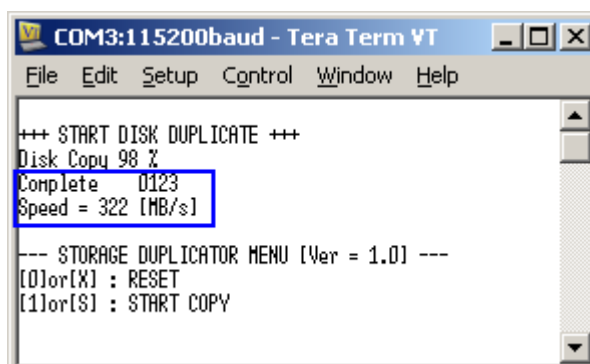 COM3:115200baud - Tera Term VT
File Edit Setup Control Window Help
+++ START DISK DUPLICATE +++
Disk Copy 98 %
Complete 0123
Speed = 322 [MB/s]
--- STORAGE DUPLICATOR MENU [Ver = 1.0] ---
[0]or[X] : RESET
[1]or[S] : START COPY